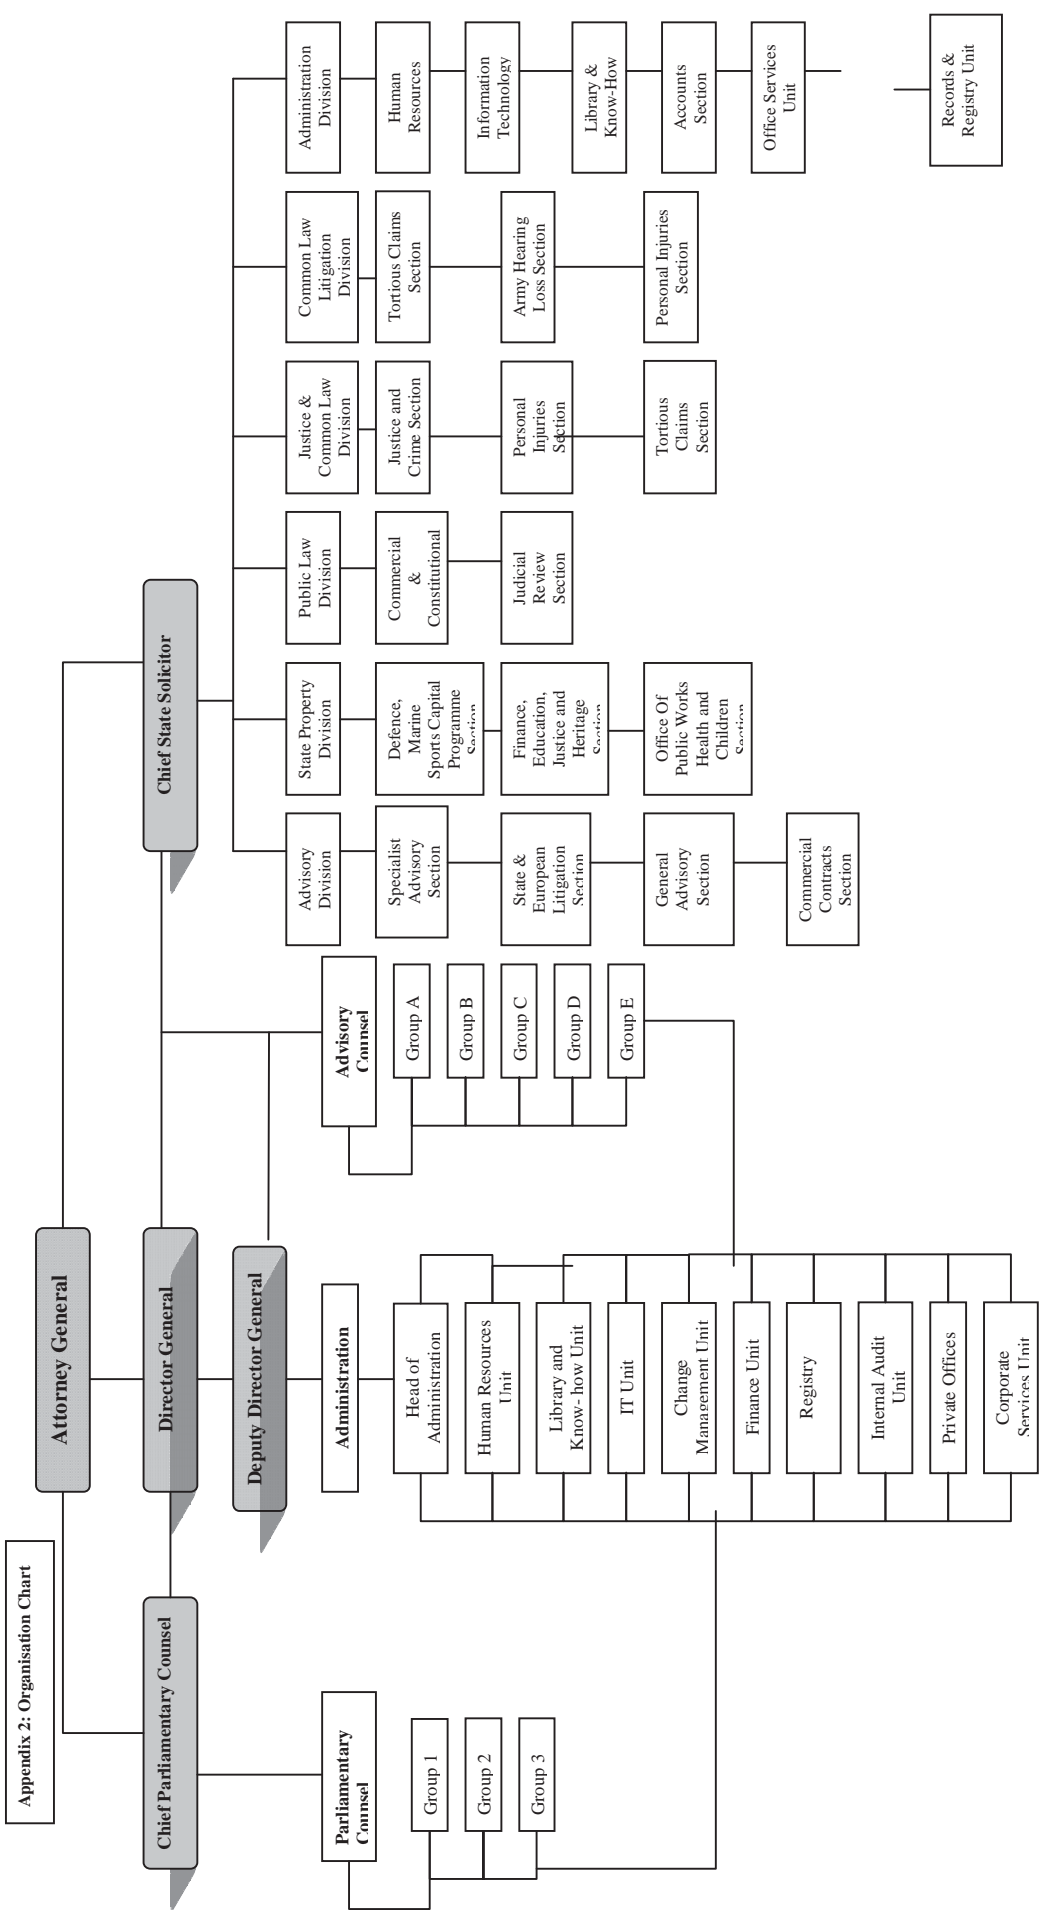 Appendix 2: Organisation Chart
Attorney General
Chief Parliamentary Counsel
Director General
Chief State Solicitor
Deputy Director General
Parliamentary
Counsel
Group 1
Group 2
Group 3
Administration
Head of
Administration
Human Resources
Unit
Library and
Know- how Unit
IT Unit
Change
Management Unit
Finance Unit
Registry
Internal Audit
Unit
Private Offices
Corporate
Services Unit
Advisory
Counsel
Group A
Group B
Group C
Group D
Group E
Advisory
Division
Specialist
Advisory
Section
State &
European
Litigation
Section
General
Advisory
Section
Commercial
Contracts
Section
State Property
Division
Defence,
Marine
Sports Capital
Programme
Section
Finance,
Education,
Justice and
Heritage
Section
Office Of
Public Works
Health and
Children
Section
Public Law
Division
Commercial
&
Constitutional
Judicial
Review
Section
Justice &
Common Law
Division
Justice and
Crime Section
Personal
Injuries
Section
Tortious
Claims
Section
Common Law
Litigation
Division
Tortious Claims
Section
Army Hearing
Loss Section
Personal Injuries
Section
Administration
Division
Human
Resources
Information
Technology
Library &
Know-How
Accounts
Section
Office Services
Unit
Records &
Registry Unit